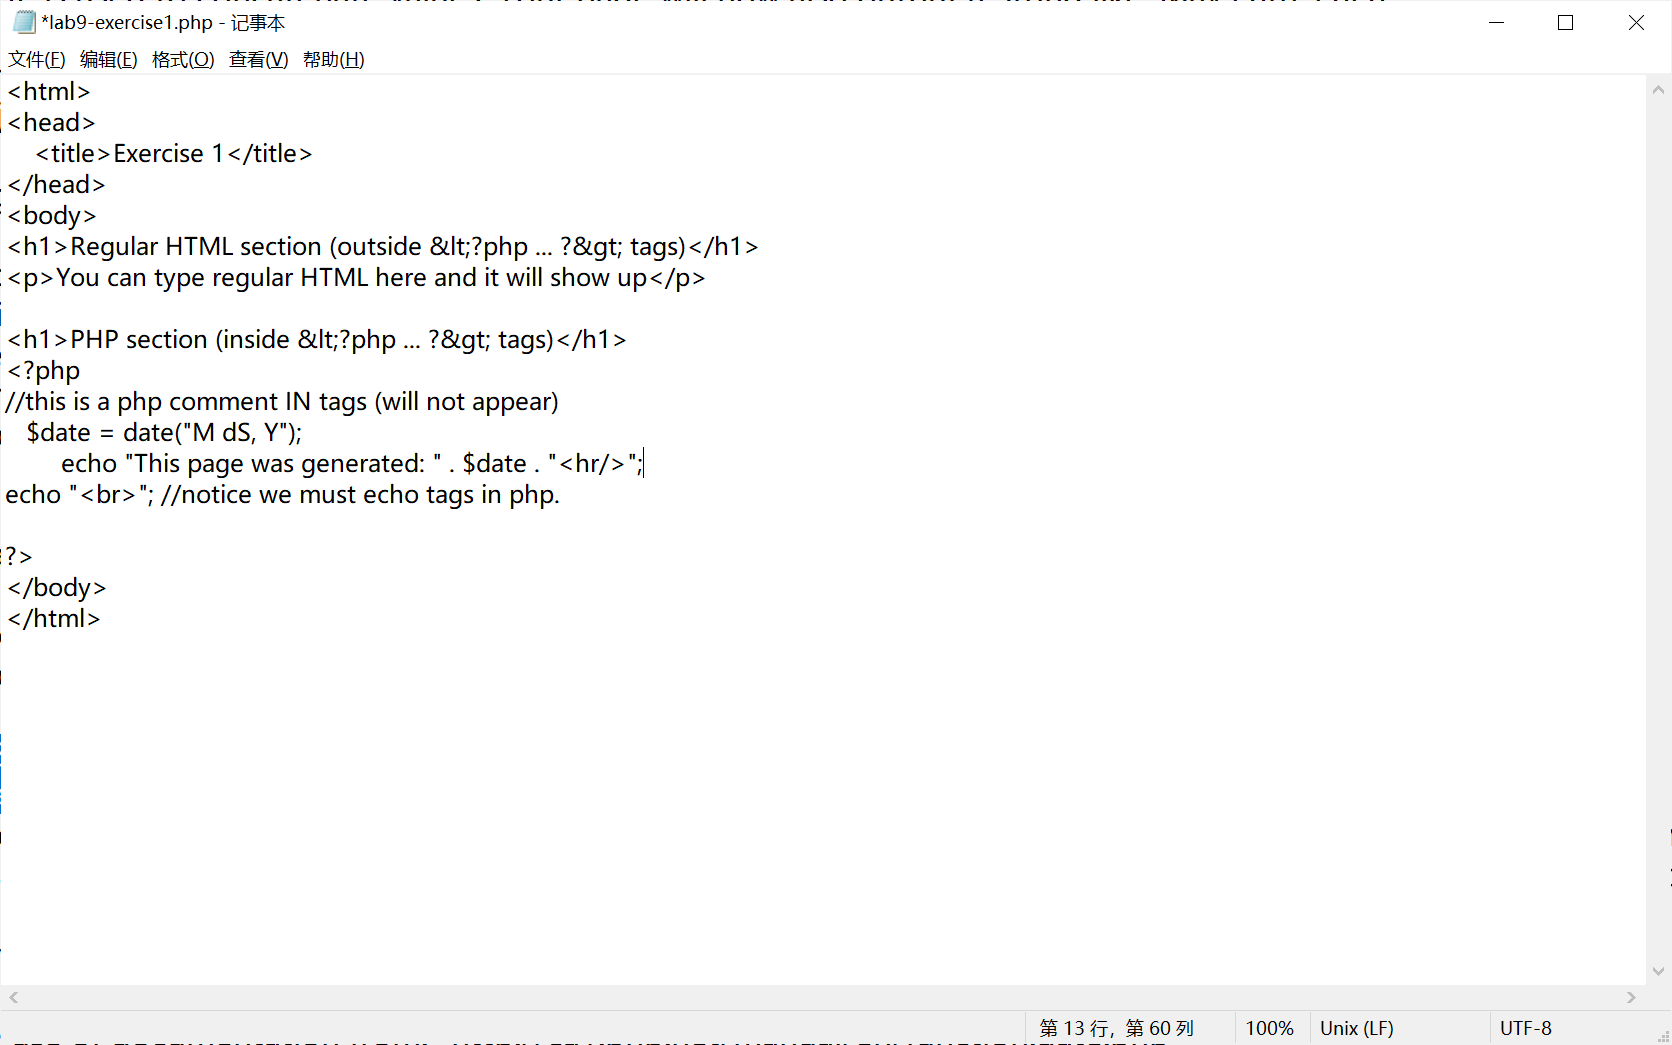 *lab9-exercise1.php - 记事本
文件(F) 编辑(E) 格式(O) 查看(V) 帮助(H)
<html>
<head>
    <title>Exercise 1</title>
</head>
<body>
<h1>Regular HTML section (outside &lt;?php ... ?&gt; tags)</h1>
<p>You can type regular HTML here and it will show up</p>

<h1>PHP section (inside &lt;?php ... ?&gt; tags)</h1>
<?php
//this is a php comment IN tags (will not appear)
   $date = date("M dS, Y");
        echo "This page was generated: " . $date . "<hr/>";
echo "<br>"; //notice we must echo tags in php.

?>
</body>
</html>
第 13 行，第 60 列 100% Unix (LF) UTF-8